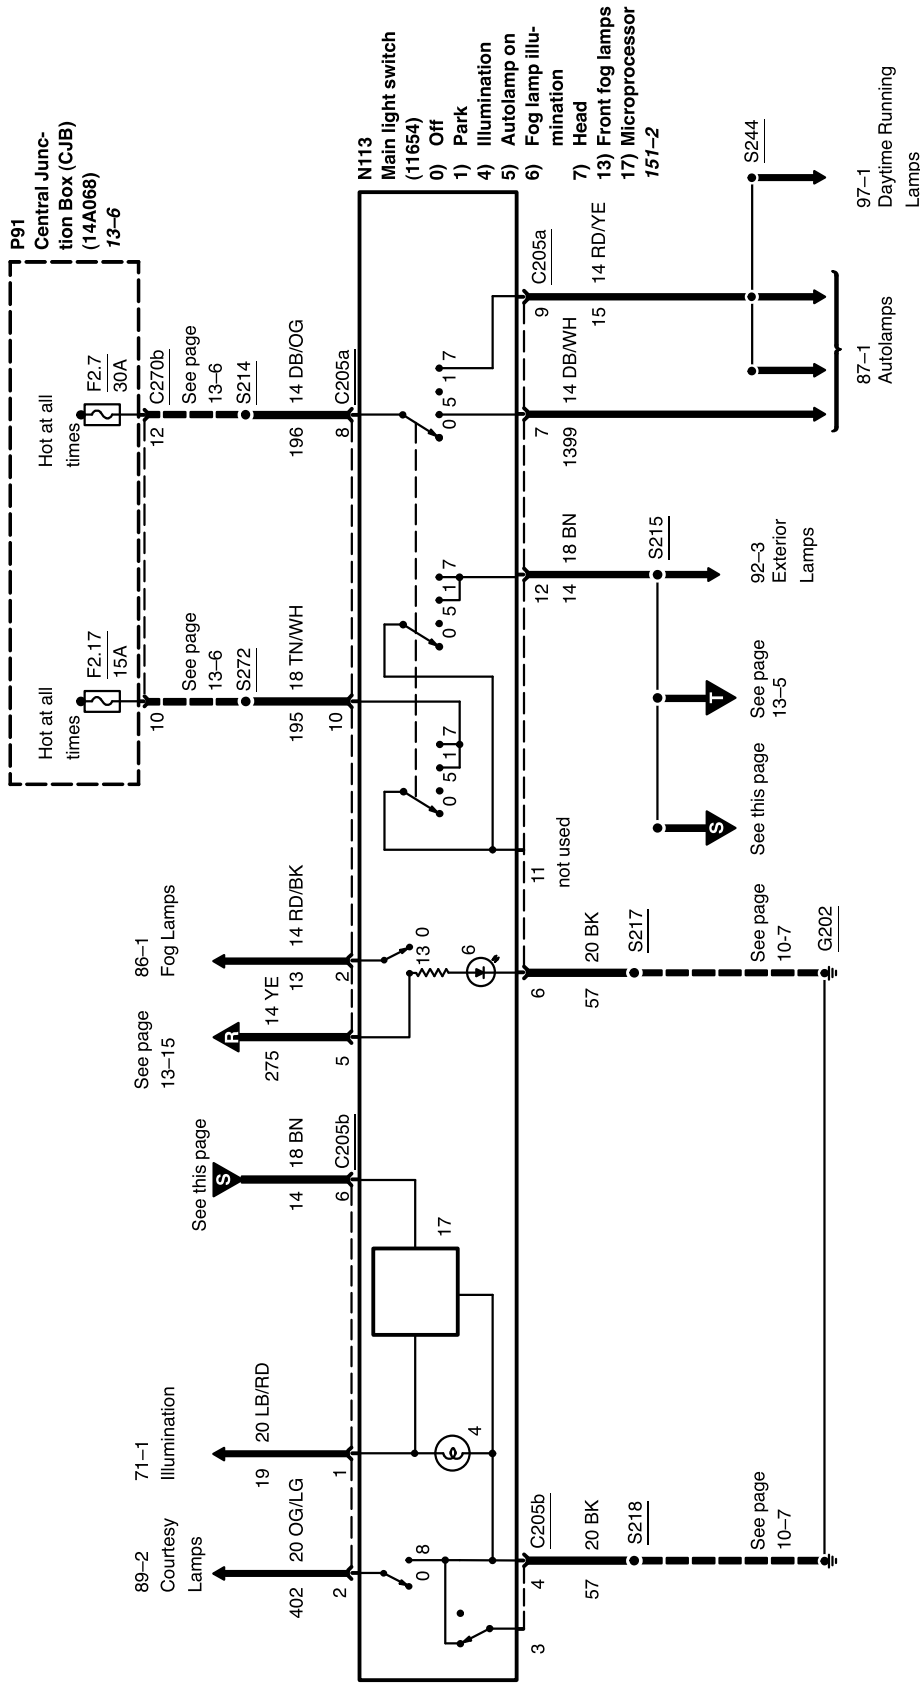 P91
Central Junc-
tion Box (CJB)
(14A068)
13–6
Hot at all
times
F2.17
15A
Hot at all
times
F2.7
30A
10
12
C270b
See page
13–6
See page
13–6
S272
S214
195
18 TN/WH
196
14 DB/OG
10
8
C205a
89–2
Courtesy
Lamps
71–1
Illumination
See this page
S
See page
13–15
R
86–1
Fog Lamps
402
20 OG/LG
19
20 LB/RD
14
18 BN
275
14 YE
13
14 RD/BK
2
1
6
C205b
5
2
N113
Main light switch
(11654)
0) Off
1) Park
4) Illumination
5) Autolamp on
6) Fog lamp illu-
mination
7) Head
13) Front fog lamps
17) Microprocessor
151–2
0
8
4
17
13
0
6
0
5
1
7
0
5
1
7
0
5
1
7
3
4
C205b
6
11
not used
12
7
9
C205a
57
20 BK
57
20 BK
14
18 BN
1399
14 DB/WH
15
14 RD/YE
S218
S217
S215
S244
S
T
See page
10–7
See page
10-7
G202
See this page
See page
13–5
92–3
Exterior
Lamps
87–1
Autolamps
97–1
Daytime Running
Lamps